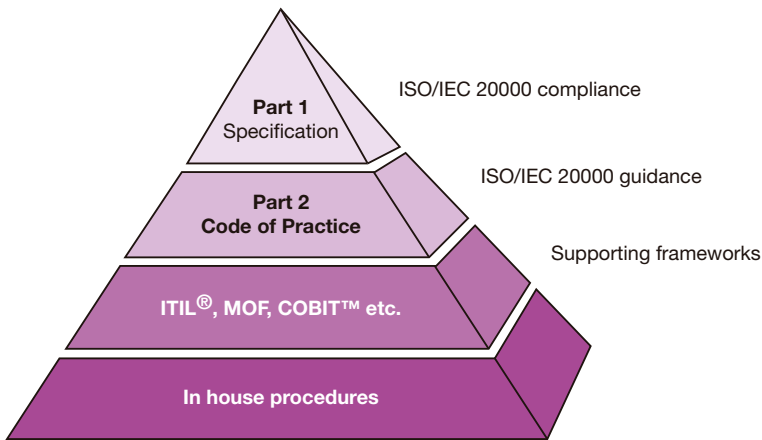 Part 1
Specification
ISO/IEC 20000 compliance
Part 2
Code of Practice
ISO/IEC 20000 guidance
ITIL®, MOF, COBIT™ etc.
Supporting frameworks
In house procedures